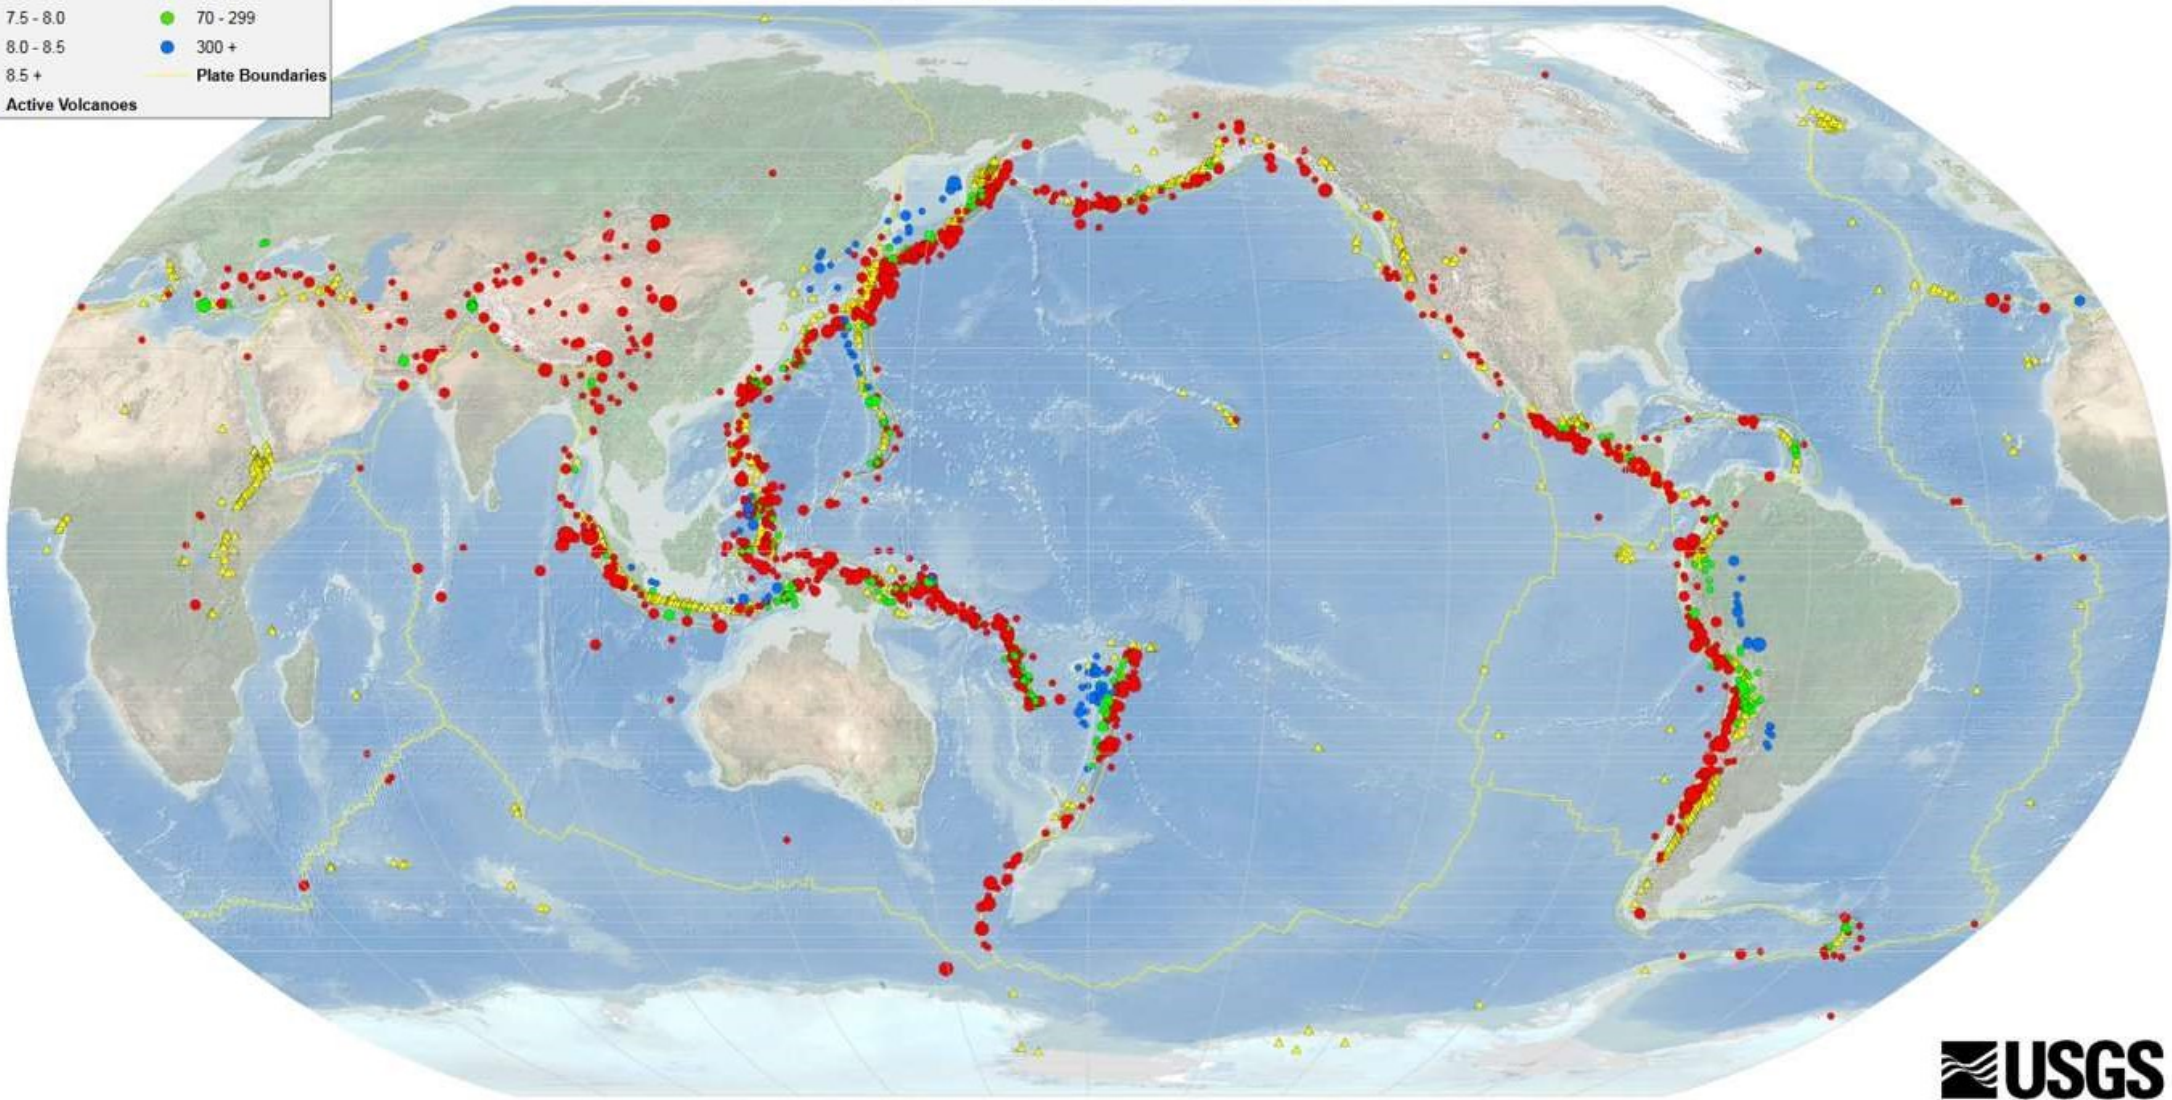 7.5 - 8.0 70 - 299
8.0 - 8.5 300 +
8.5 + Plate Boundaries
Active Volcanoes
USGS